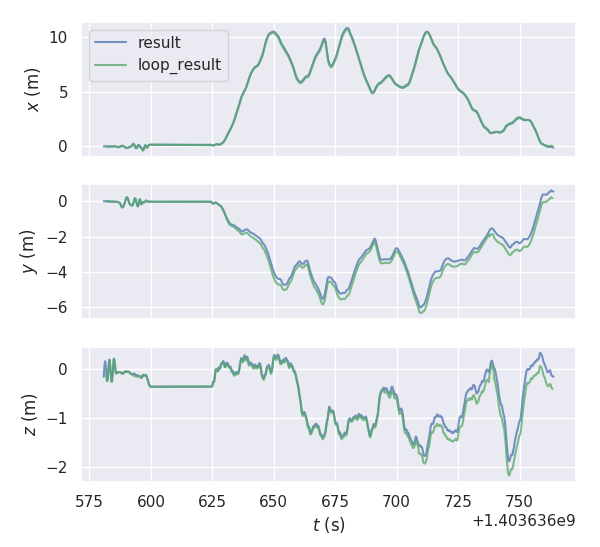 10
5
0
x (m)
result
loop_result
0
−2
−4
−6
y (m)
0
−1
−2
z (m)
575 600 625 650 675 700 725 750
t (s)
+1.403636e9